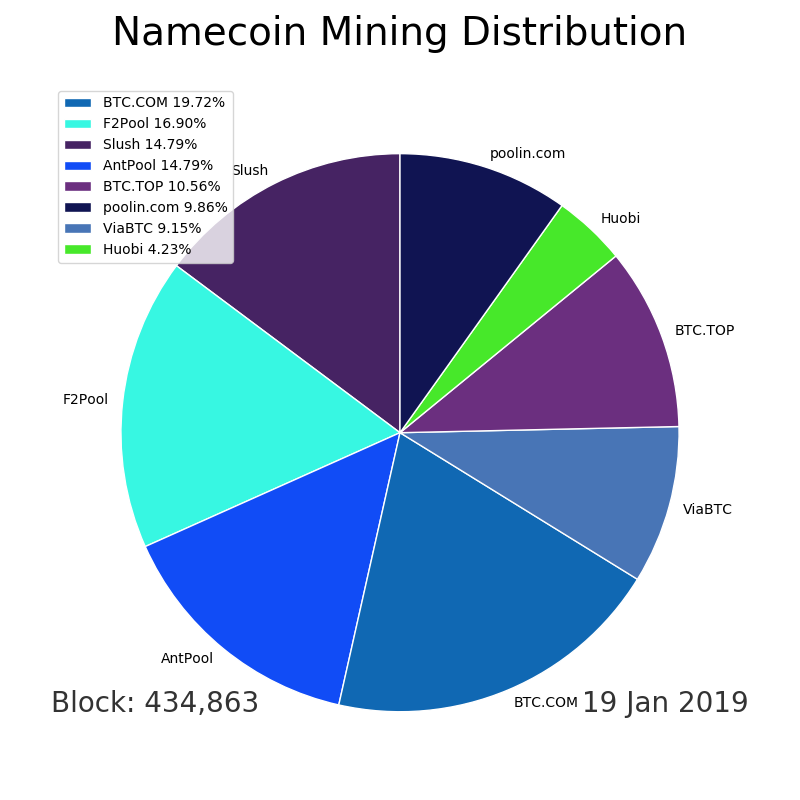 Namecoin Mining Distribution
BTC.COM 19.72%
F2Pool 16.90%
Slush 14.79%
AntPool 14.79%
BTC.TOP 10.56%
poolin.com 9.86%
ViaBTC 9.15%
Huobi 4.23%
poolin.com
Slush
Huobi
BTC.TOP
F2Pool
ViaBTC
AntPool
BTC.COM
Block: 434,863
19 Jan 2019